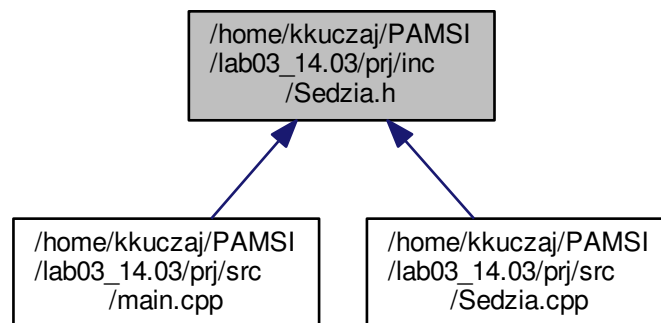 /home/kkuczaj/PAMSI
/lab03_14.03/prj/inc
/Sedzia.h
/home/kkuczaj/PAMSI
/lab03_14.03/prj/src
/main.cpp
/home/kkuczaj/PAMSI
/lab03_14.03/prj/src
/Sedzia.cpp